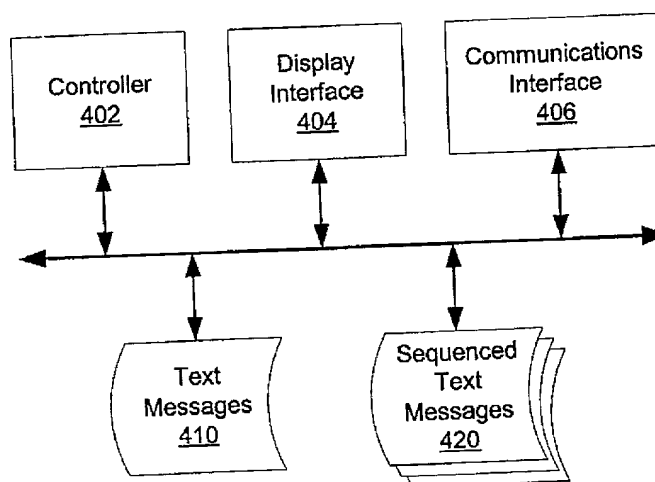 Controller
402
Display
Interface
404
Communications
Interface
406
Text
Messages
410
Sequenced
Text
Messages
420